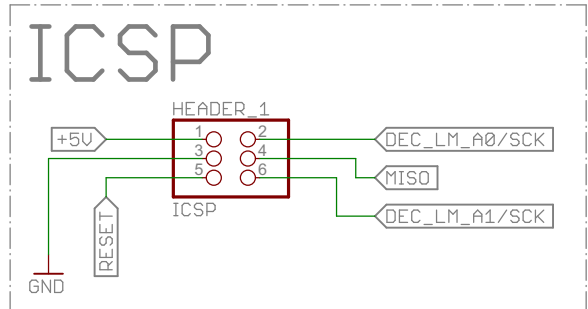 ICSP
HEADER_1
+5V
1
2
DEC_LM_A0/SCK
3
4
MISO
5
6
DEC_LM_A1/SCK
RESET
ICSP
GND